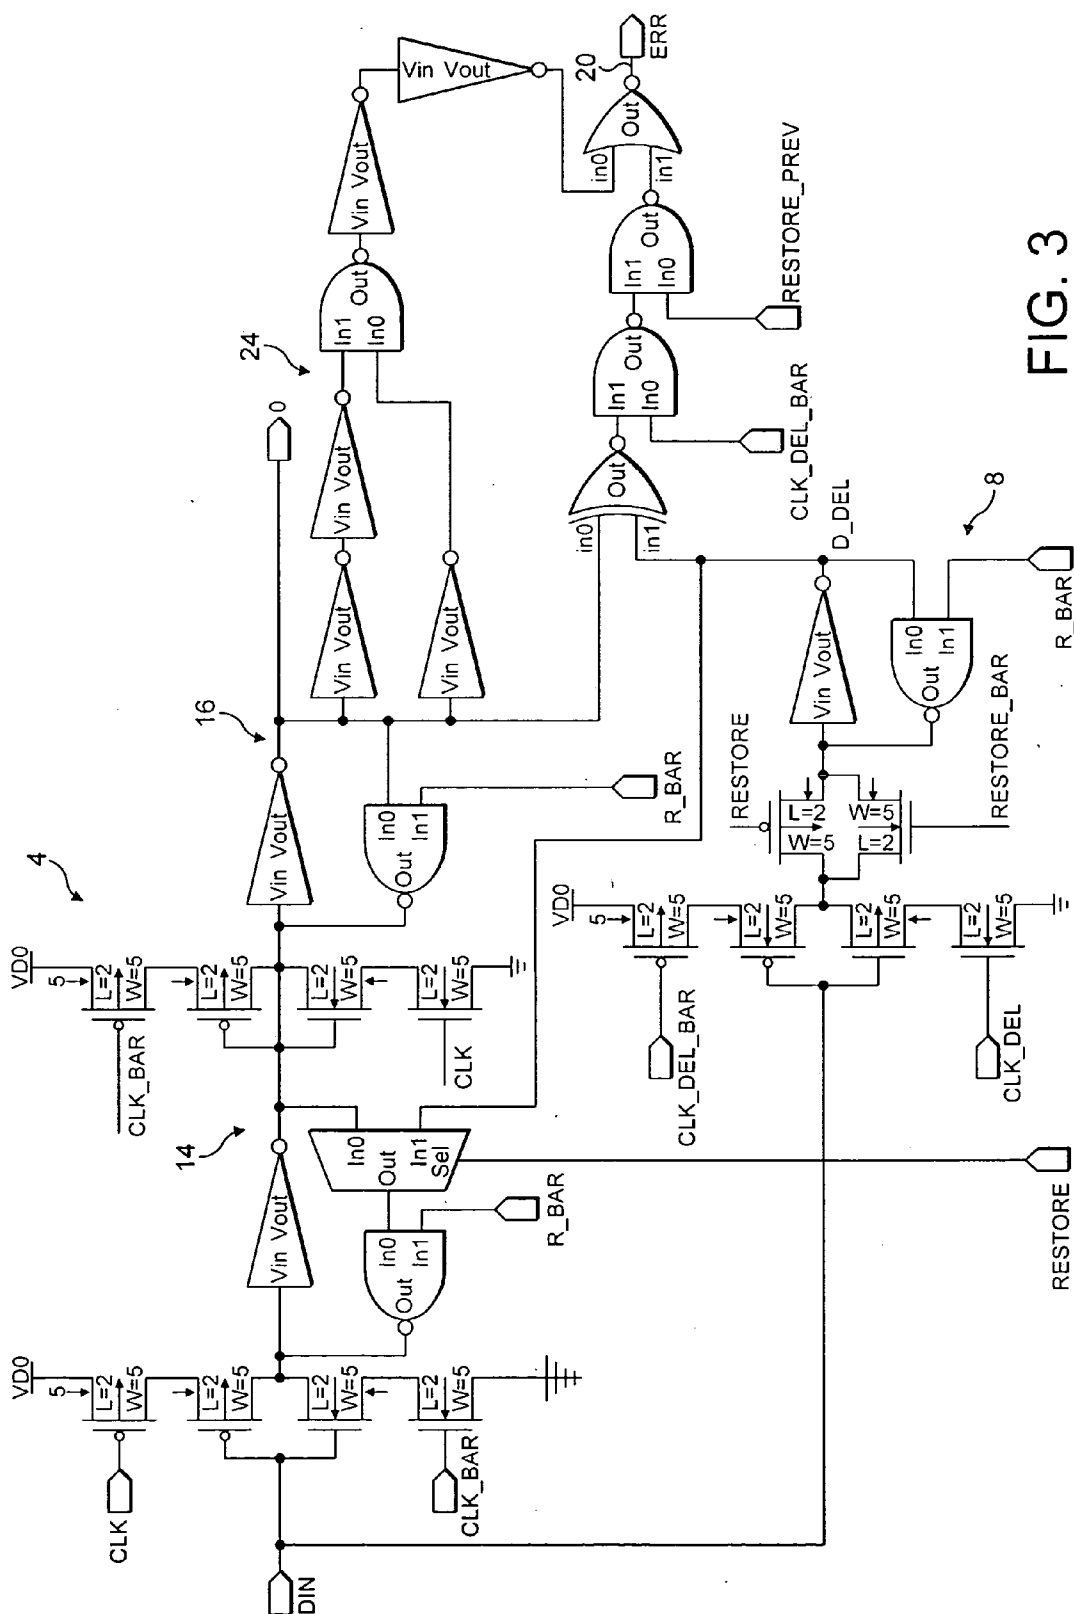 FIG. 3
DIN
CLK
VD0
5
L=2
W=5
L=2
W=5
L=2
W=5
L=2
W=5
CLK_BAR
Vin Vout
14
In0
In1
Out
Sel
In0
In1
Out
R_BAR
RESTORE
4
VD0
5
L=2
W=5
L=2
W=5
L=2
W=5
L=2
W=5
CLK_BAR
CLK
Vin Vout
16
0
In0
In1
Out
R_BAR
Vin Vout
Vin Vout
Vin Vout
24
In1
In0
Out
Vin Vout
Vin Vout
in0
in1
Out
In1
In0
Out
CLK_DEL_BAR
In1
In0
Out
RESTORE_PREV
in0
in1
Out
20
ERR
VD0
5
L=2
W=5
L=2
W=5
L=2
W=5
L=2
W=5
CLK_DEL_BAR
CLK_DEL
RESTORE
L=2
W=5
W=5
L=2
RESTORE_BAR
Vin Vout
D_DEL
In0
In1
Out
8
R_BAR